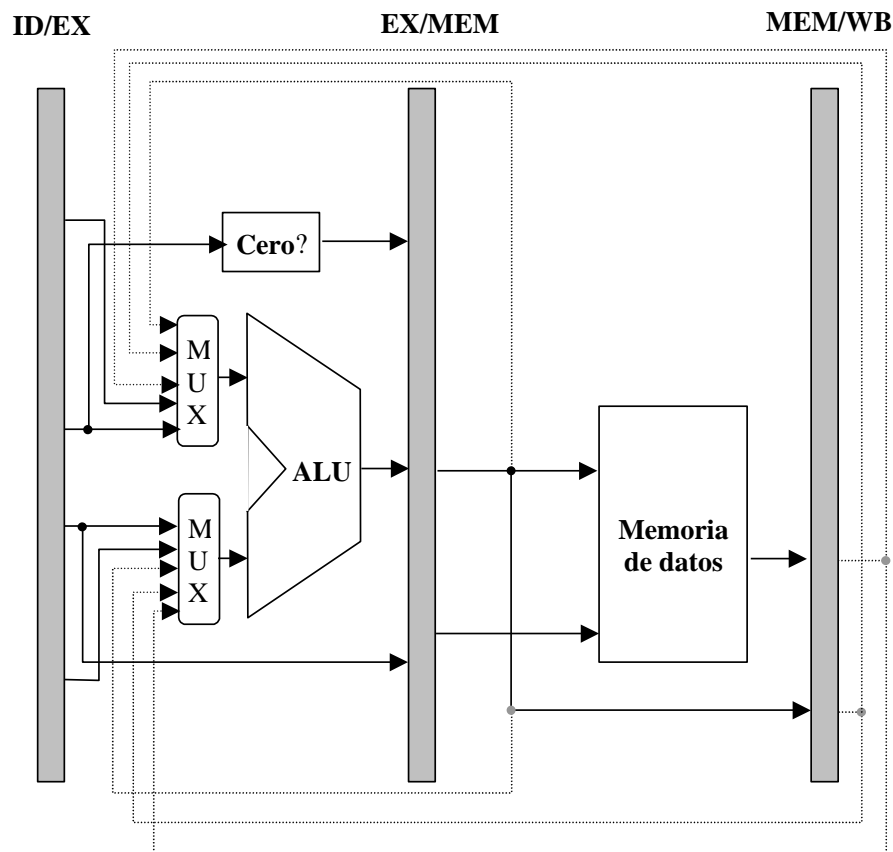 ID/EX EX/MEM MEM/WB
Cero?
M
U
X
ALU
M
U
X
Memoria
de datos